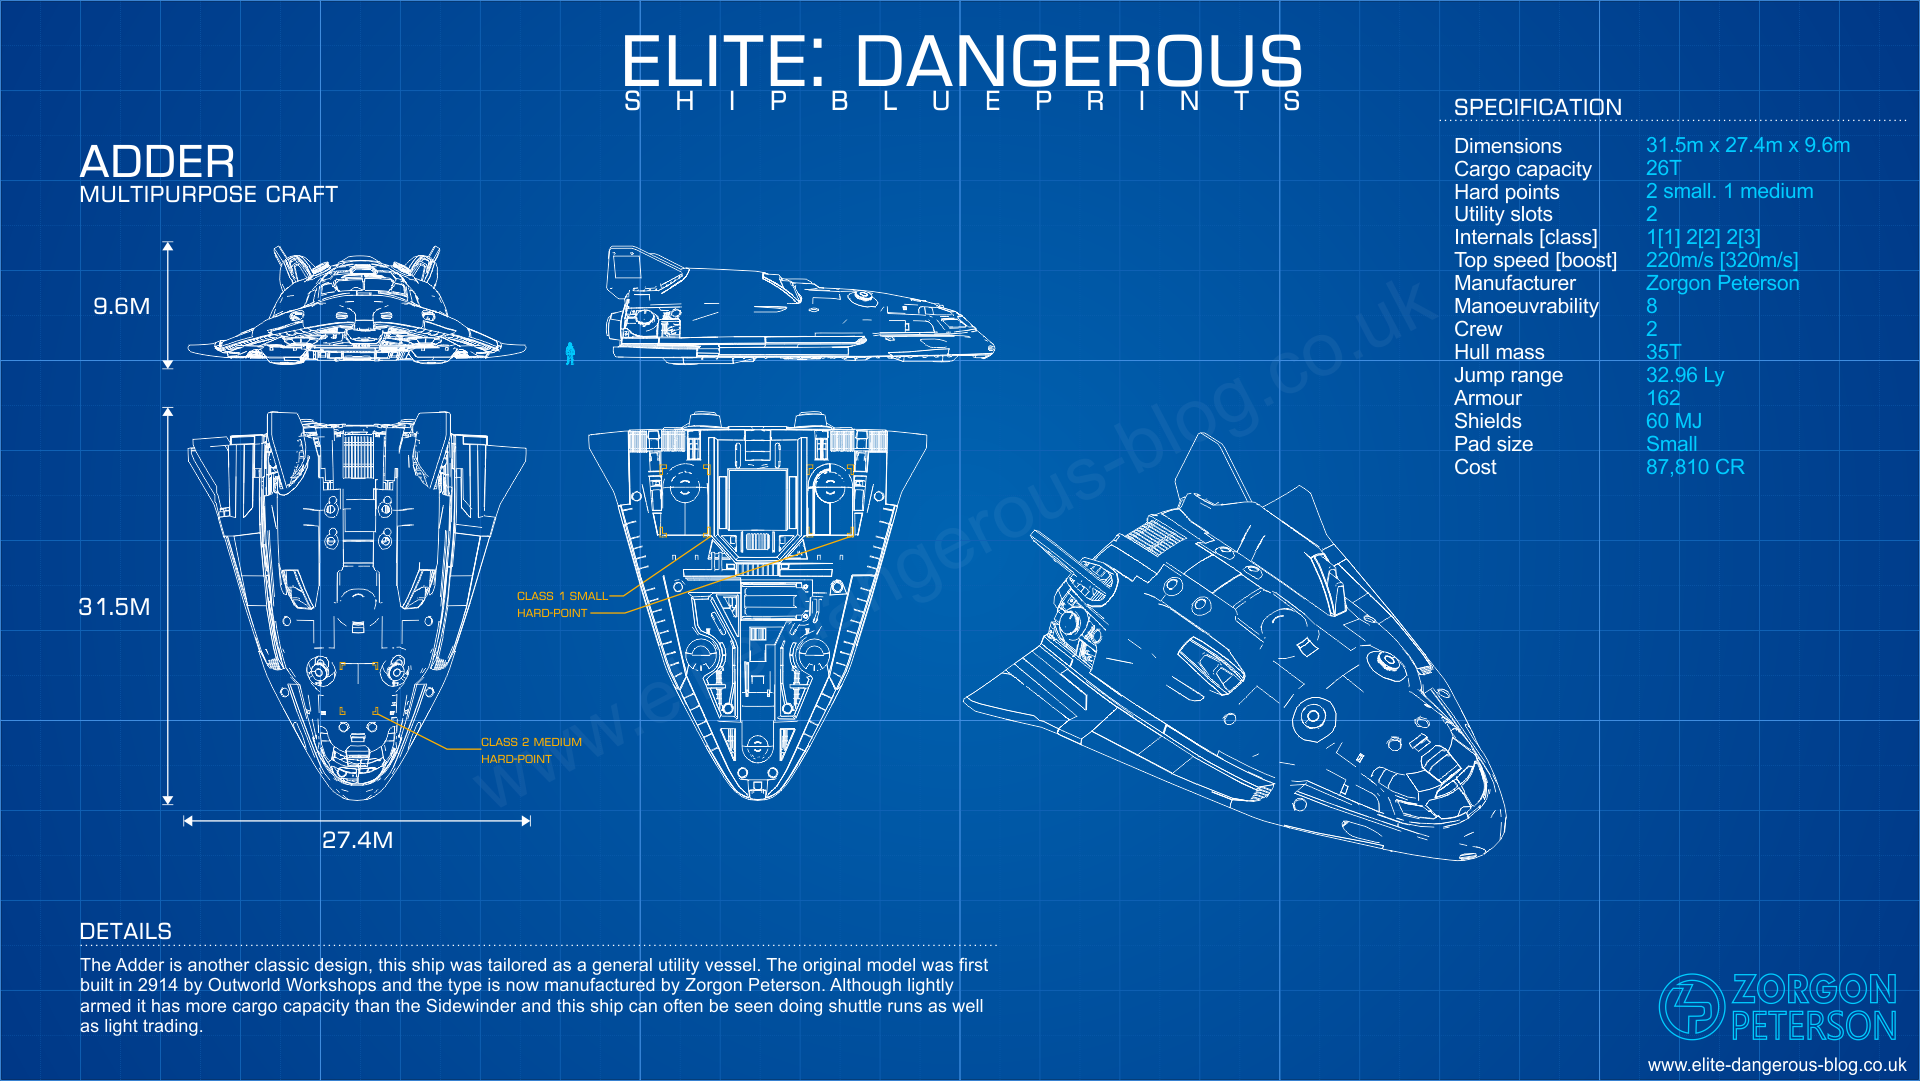 ELITE: DANGEROUS
SHIP BLUEPRINTS
ADDER
MULTIPURPOSE CRAFT
SPECIFICATION
Dimensions 31.5m x 27.4m x 9.6m
Cargo capacity 26T
Hard points 2 small. 1 medium
Utility slots 2
Internals [class] 1[1] 2[2] 2[3]
Top speed [boost] 220m/s [320m/s]
Manufacturer Zorgon Peterson
Manoeuvrability 8
Crew 2
Hull mass 35T
Jump range 32.96 Ly
Armour 162
Shields 60 MJ
Pad size Small
Cost 87,810 CR
9.6M
31.5M
27.4M
CLASS 1 SMALL
HARD-POINT
CLASS 2 MEDIUM
HARD-POINT
www.elite-dangerous-blog.co.uk
DETAILS
The Adder is another classic design, this ship was tailored as a general utility vessel. The original model was first
built in 2914 by Outworld Workshops and the type is now manufactured by Zorgon Peterson. Although lightly
armed it has more cargo capacity than the Sidewinder and this ship can often be seen doing shuttle runs as well
as light trading.
ZP
ZORGON
PETERSON
www.elite-dangerous-blog.co.uk